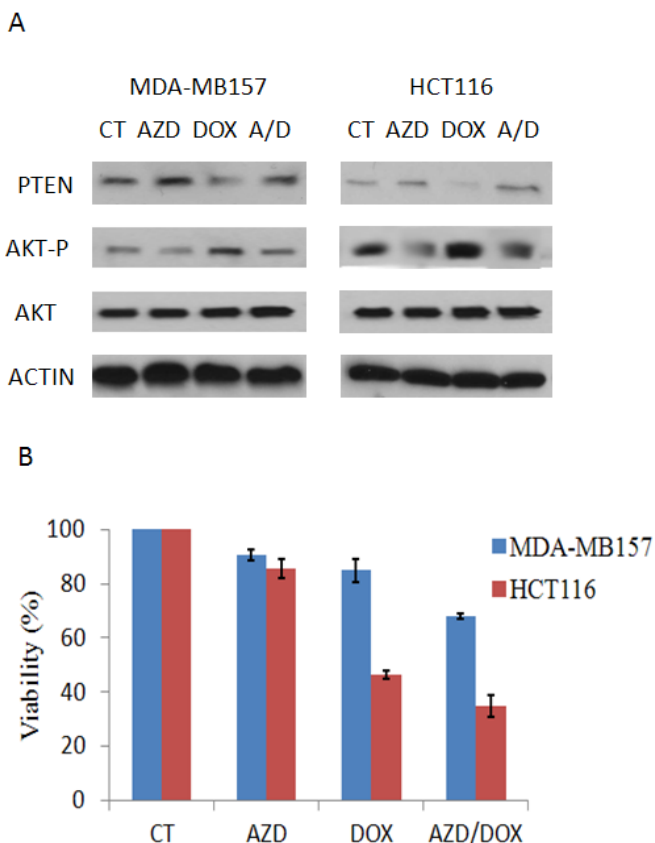 A
MDA-MB157 HCT116
CT AZD DOX A/D CT AZD DOX A/D
PTEN
AKT-P
AKT
ACTIN
B
100
80
60
40
20
0
Viability (%)
MDA-MB157
HCT116
CT AZD DOX AZD/DOX